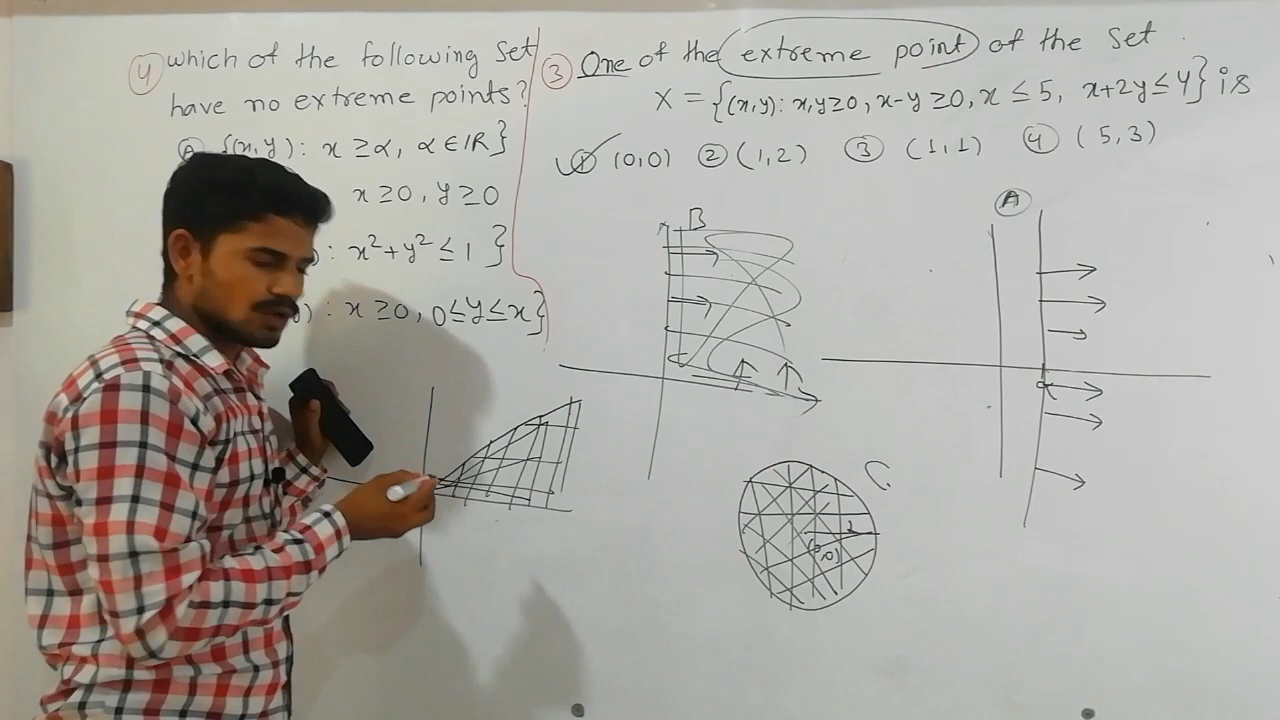 ④ which of the following set
have no extreme points?
Ⓐ {(x,y): x ≥ α, α ∈ IR}
x ≥ 0, y ≥ 0
): x² + y² ≤ 1 }
): x ≥ 0, 0 ≤ y ≤ x}
③ One of the extreme point of the set
X = {(x,y): x,y ≥ 0, x-y ≥ 0, x ≤ 5, x+2y ≤ 4} is
① (0,0) ② (1,2) ③ (1,1) ④ (5,3)
B
Ⓐ
α
C
(0,0)